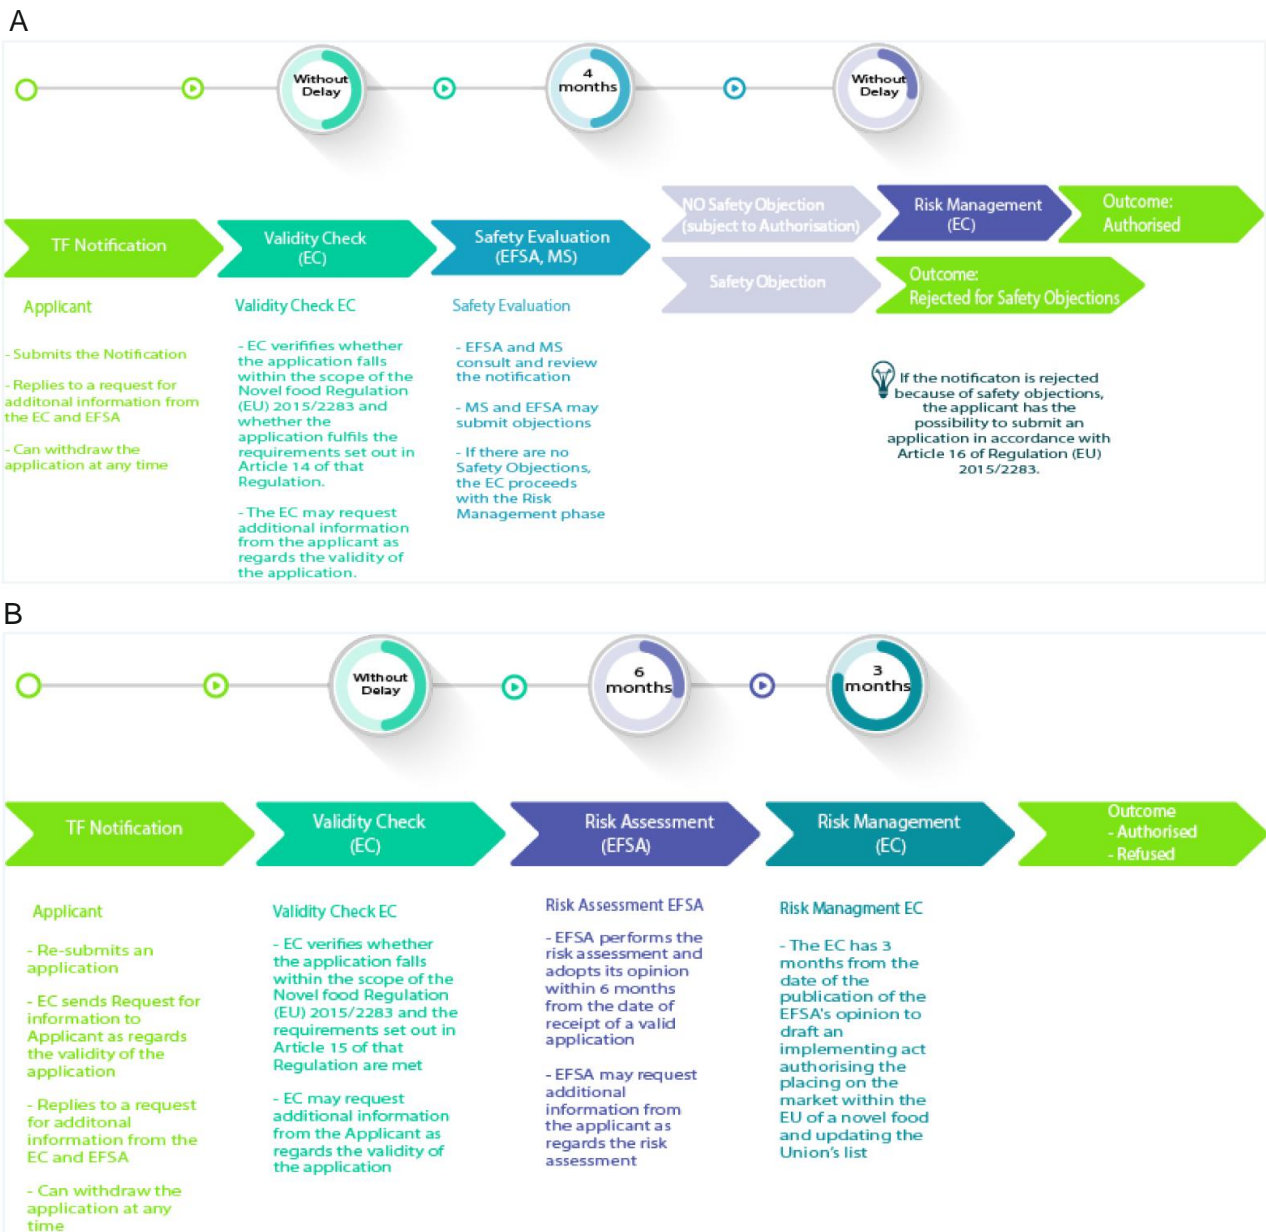 A
Without
Delay
4
months
Without
Delay
TF Notification
Validity Check
(EC)
Safety Evaluation
(EFSA, MS)
NO Safety Objection
(subject to Authorisation)
Risk Management
(EC)
Outcome:
Authorised
Safety Objection
Outcome:
Rejected for Safety Objections
Applicant
- Submits the Notification
- Replies to a request for
additonal information from
the EC and EFSA
- Can withdraw the
application at any time
Validity Check EC
- EC verififies whether
the application falls
within the scope of the
Novel food Regulation
(EU) 2015/2283 and
whether the
application fulfils the
requirements set out in
Article 14 of that
Regulation.
- The EC may request
additional information
from the applicant as
regards the validity of
the application.
Safety Evaluation
- EFSA and MS
consult and review
the notification
- MS and EFSA may
submit objections
- If there are no
Safety Objections,
the EC proceeds
with the Risk
Management phase
If the notificaton is rejected
because of safety objections,
the applicant has the
possibility to submit an
application in accordance with
Article 16 of Regulation (EU)
2015/2283.
B
Without
Delay
6
months
3
months
TF Notification
Validity Check
(EC)
Risk Assessment
(EFSA)
Risk Management
(EC)
Outcome
- Authorised
- Refused
Applicant
- Re-submits an
application
- EC sends Request for
information to
Applicant as regards
the validity of the
application
- Replies to a request
for additonal
information from the
EC and EFSA
- Can withdraw the
application at any
time
Validity Check EC
- EC verifies whether
the application falls
within the scope of the
Novel food Regulation
(EU) 2015/2283 and the
requirements set out in
Article 15 of that
Regulation are met
- EC may request
additional information
from the Applicant as
regards the validity of
the application
Risk Assessment EFSA
- EFSA performs the
risk assessment and
adopts its opinion
within 6 months
from the date of
receipt of a valid
application
- EFSA may request
additional
information from
the applicant as
regards the risk
assessment
Risk Managment EC
- The EC has 3
months from the
date of the
publication of the
EFSA's opinion to
draft an
implementing act
authorising the
placing on the
market within the
EU of a novel food
and updating the
Union's list